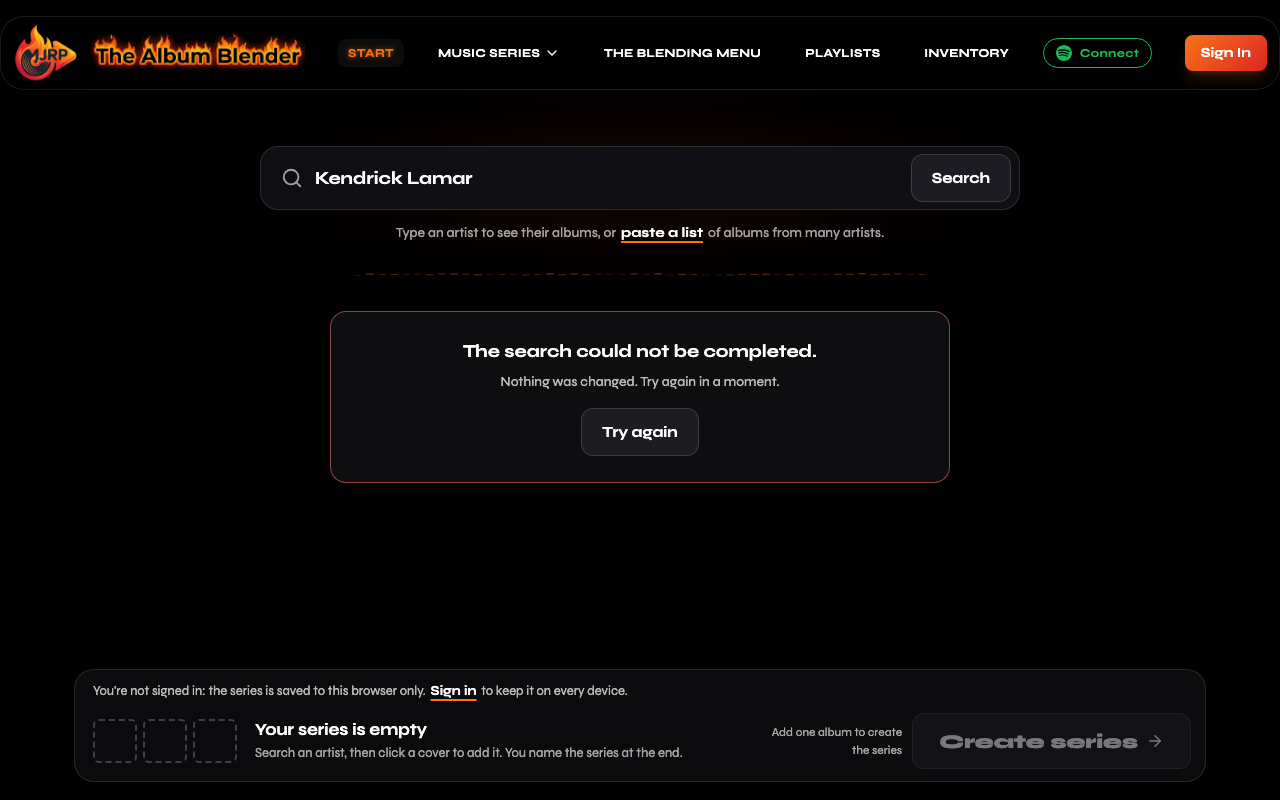 JRP
The Album Blender
START
MUSIC SERIES
THE BLENDING MENU
PLAYLISTS
INVENTORY
Connect
Sign In
Kendrick Lamar
Search
Type an artist to see their albums, or paste a list of albums from many artists.
The search could not be completed.
Nothing was changed. Try again in a moment.
Try again
You're not signed in: the series is saved to this browser only. Sign in to keep it on every device.
Your series is empty
Search an artist, then click a cover to add it. You name the series at the end.
Add one album to create
the series
Create series